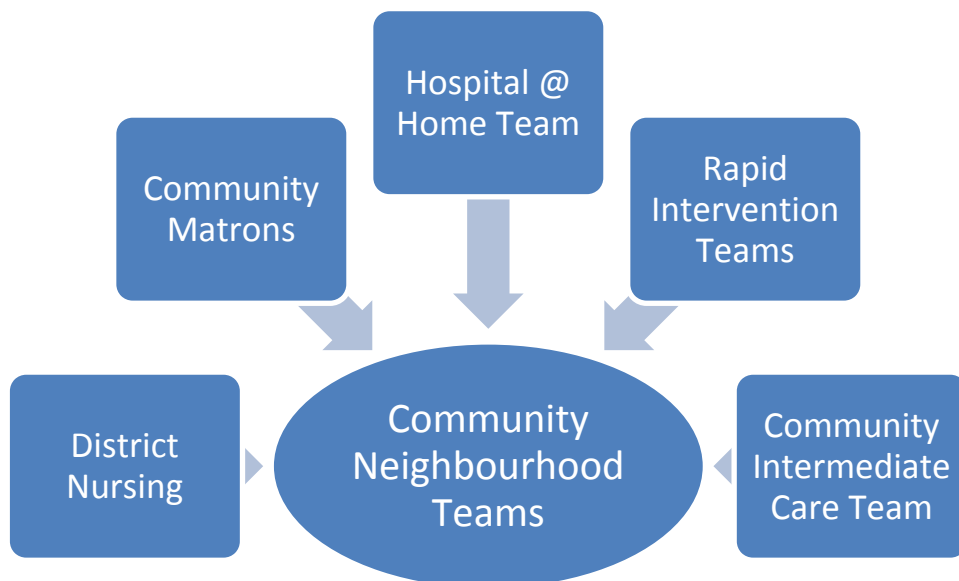 Hospital @
Home Team
Community
Matrons
Rapid
Intervention
Teams
District
Nursing
Community
Neighbourhood
Teams
Community
Intermediate
Care Team